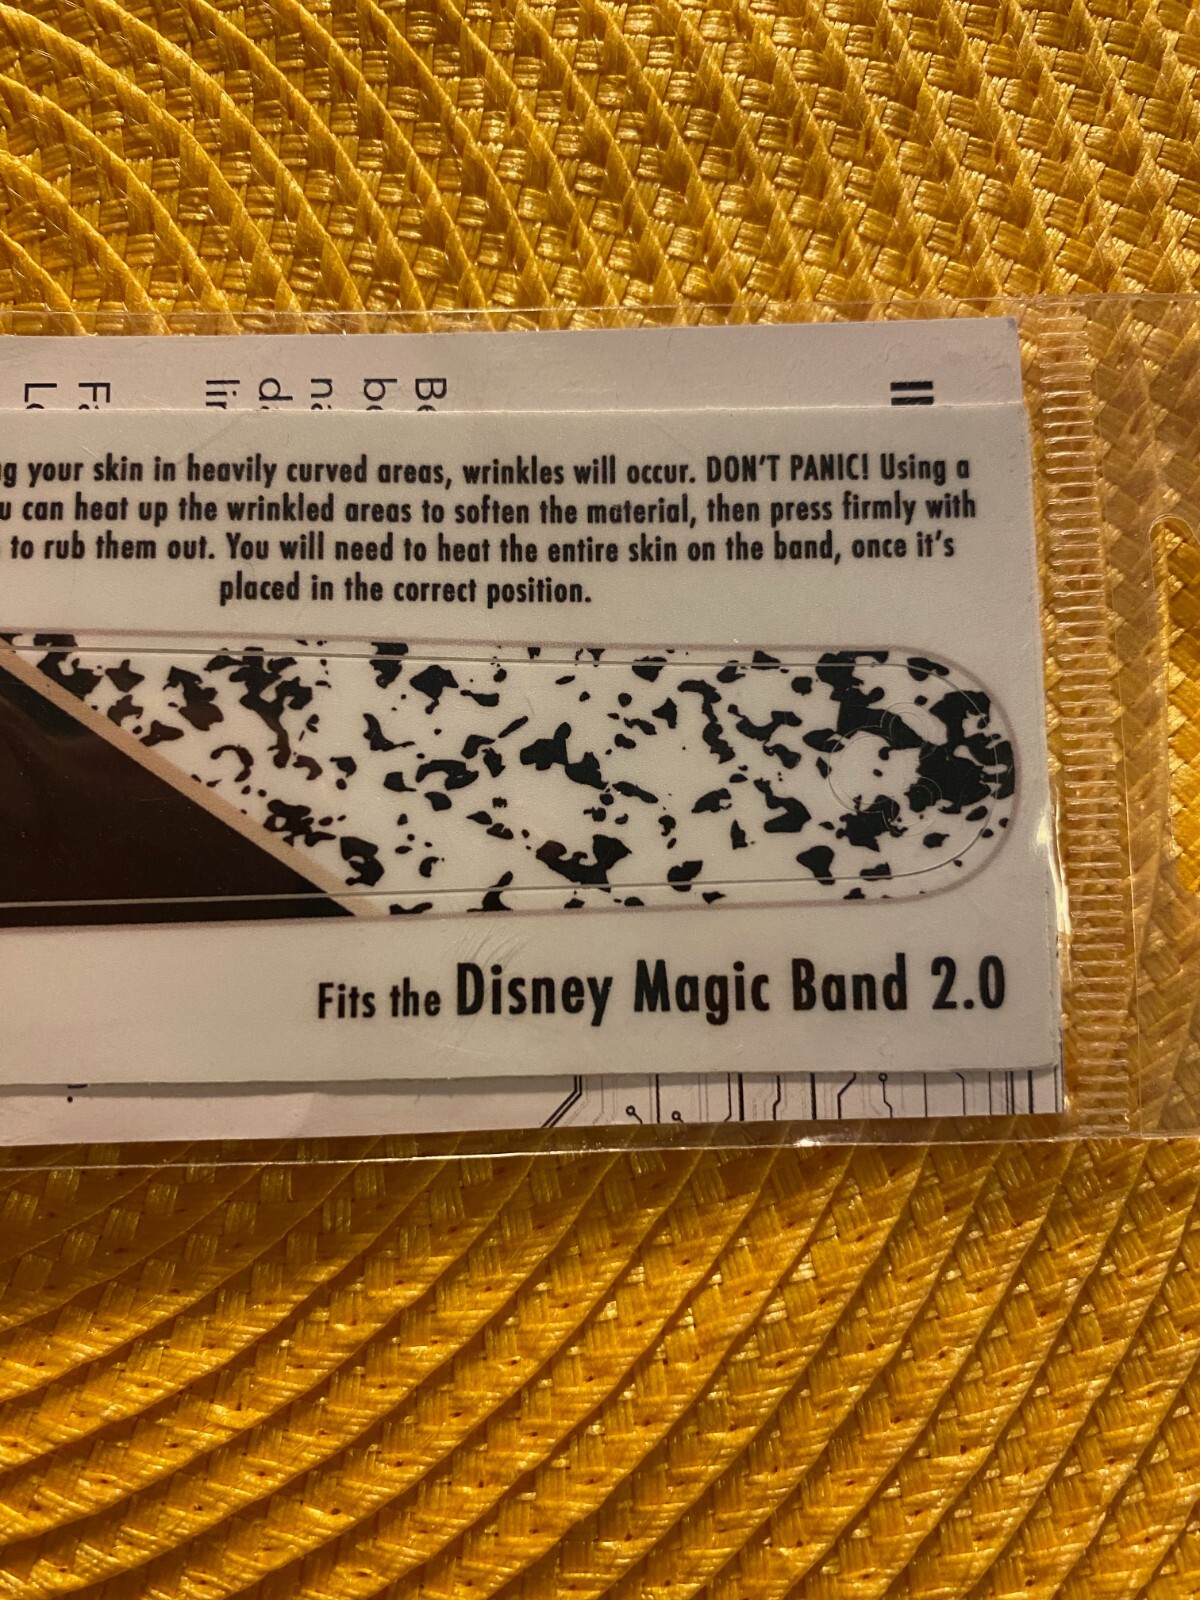 your skin in heavily curved areas, wrinkles will occur. DON'T PANIC! Using a
can heat up the wrinkled areas to soften the material, then press firmly with
to rub them out. You will need to heat the entire skin on the band, once it's
placed in the correct position.
Fits the Disney Magic Band 2.0